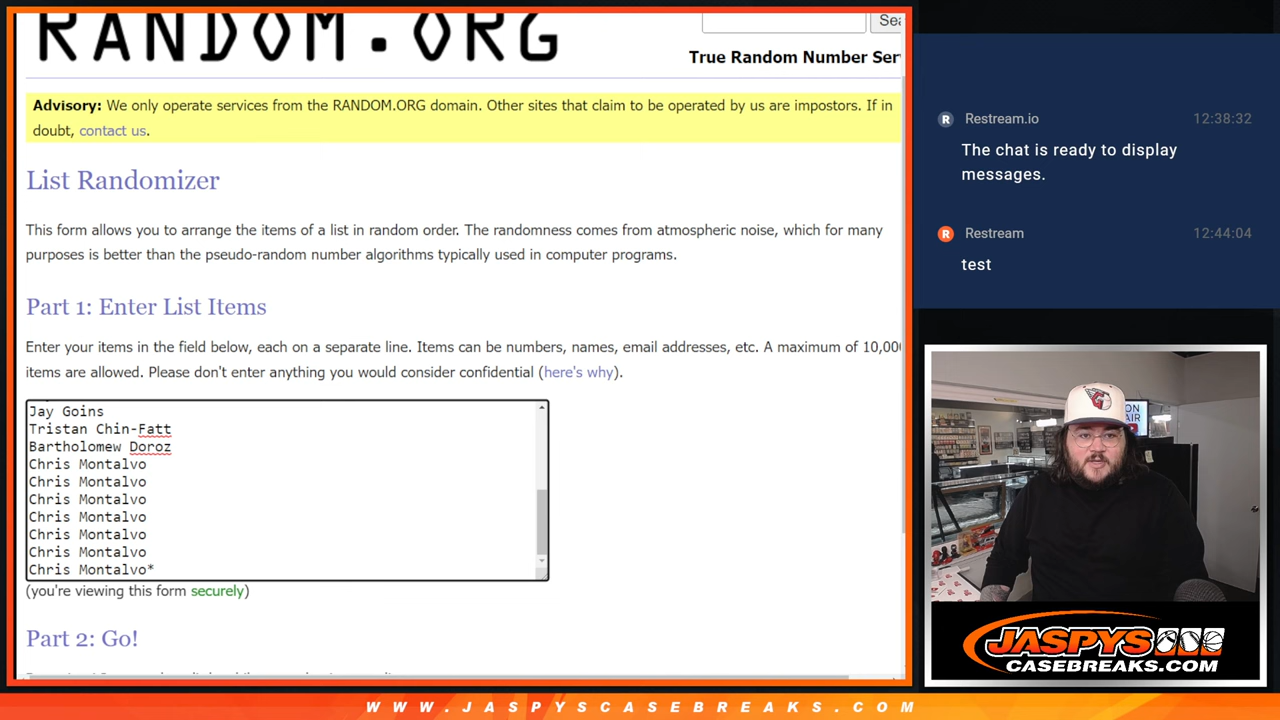 RANDOM.ORG
Sea
True Random Number Ser
Advisory: We only operate services from the RANDOM.ORG domain. Other sites that claim to be operated by us are impostors. If in
doubt, contact us.
List Randomizer
This form allows you to arrange the items of a list in random order. The randomness comes from atmospheric noise, which for many
purposes is better than the pseudo-random number algorithms typically used in computer programs.
Part 1: Enter List Items
Enter your items in the field below, each on a separate line. Items can be numbers, names, email addresses, etc. A maximum of 10,000
items are allowed. Please don't enter anything you would consider confidential (here's why).
Jay Goins
Tristan Chin-Fatt
Bartholomew Doroz
Chris Montalvo
Chris Montalvo
Chris Montalvo
Chris Montalvo
Chris Montalvo
Chris Montalvo
Chris Montalvo*
(you're viewing this form securely)
Part 2: Go!
R Restream.io 12:38:32
The chat is ready to display
messages.
R Restream 12:44:04
test
ON
AIR
JASPYS
CASEBREAKS.COM
WWW.JASPYSCASEBREAKS.COM